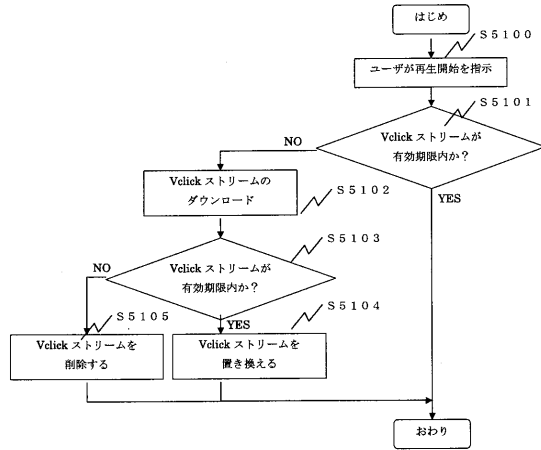 はじめ
S5100
ユーザが再生開始を指示
S5101
Vclick ストリームが
有効期限内か？
NO
YES
Vclick ストリームの
ダウンロード
S5102
S5103
Vclick ストリームが
有効期限内か？
NO
YES
S5105
Vclick ストリームを
削除する
S5104
Vclick ストリームを
置き換える
おわり